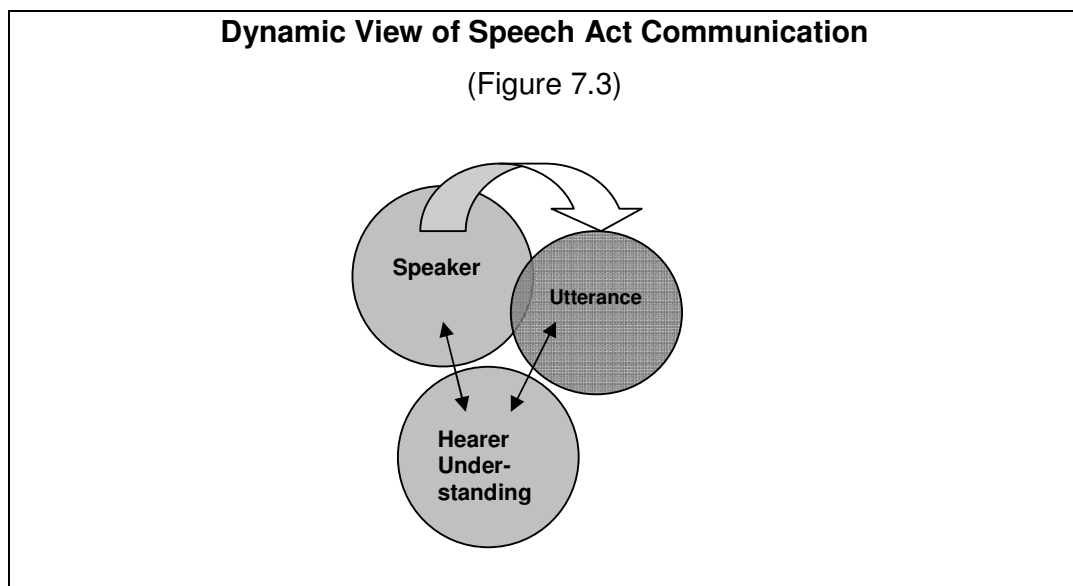 Dynamic View of Speech Act Communication
(Figure 7.3)
Speaker
Utterance
Hearer
Under-
standing